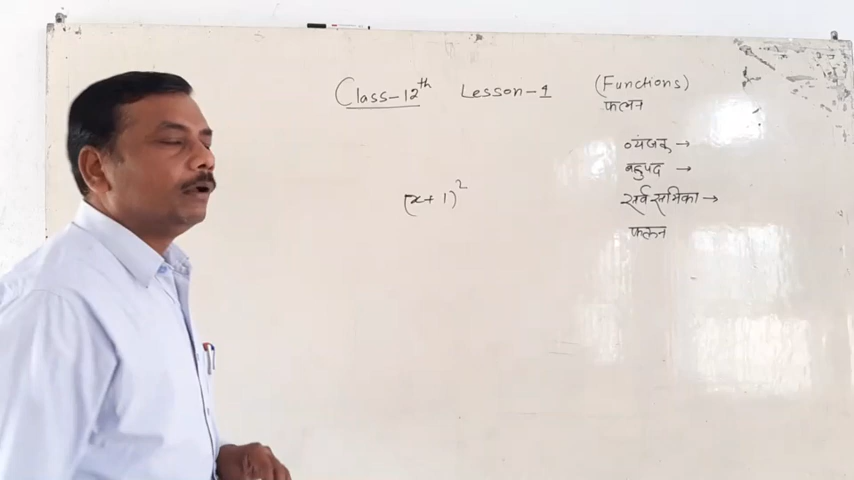 Class-12th Lesson-1 (Functions)
फलन
व्यंजक →
बहुपद →
(x+1)²
सर्वसमिका →
फलन